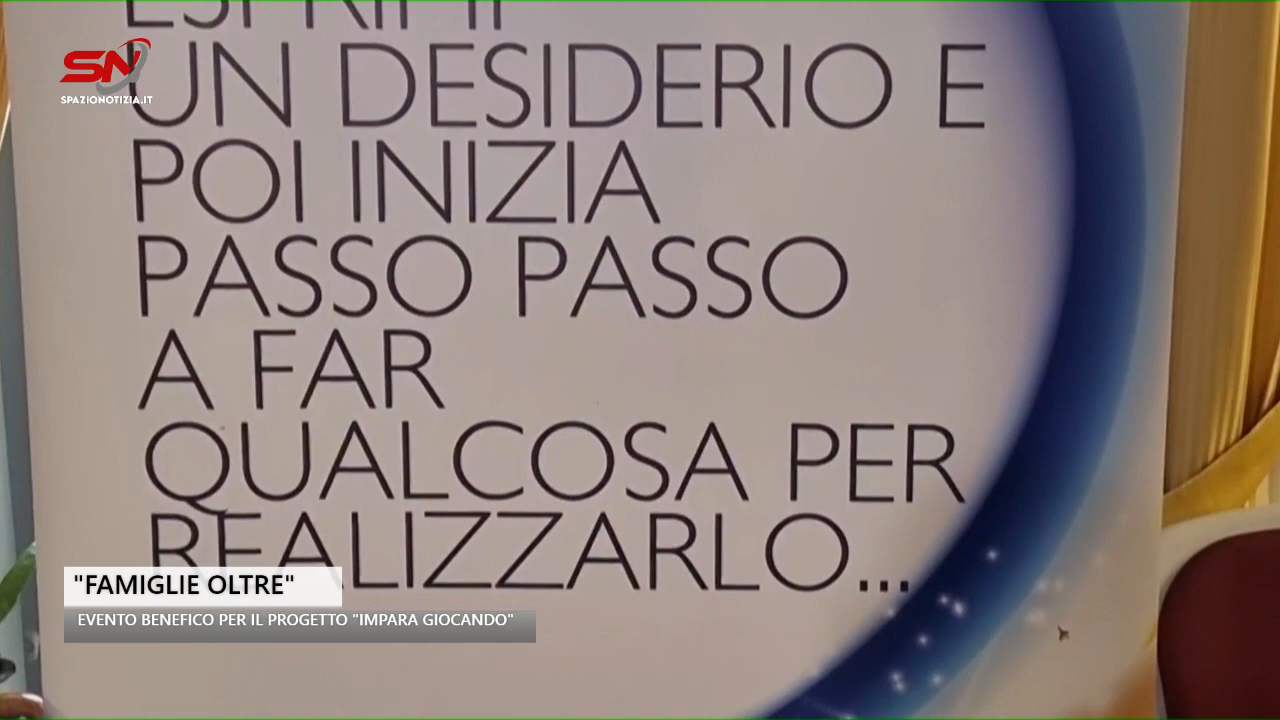 ESPRIMI
UN DESIDERIO E
POI INIZIA
PASSO PASSO
A FAR
QUALCOSA PER
REALIZZARLO...
SN
SPAZIONOTIZIA.IT
"FAMIGLIE OLTRE"
EVENTO BENEFICO PER IL PROGETTO "IMPARA GIOCANDO"